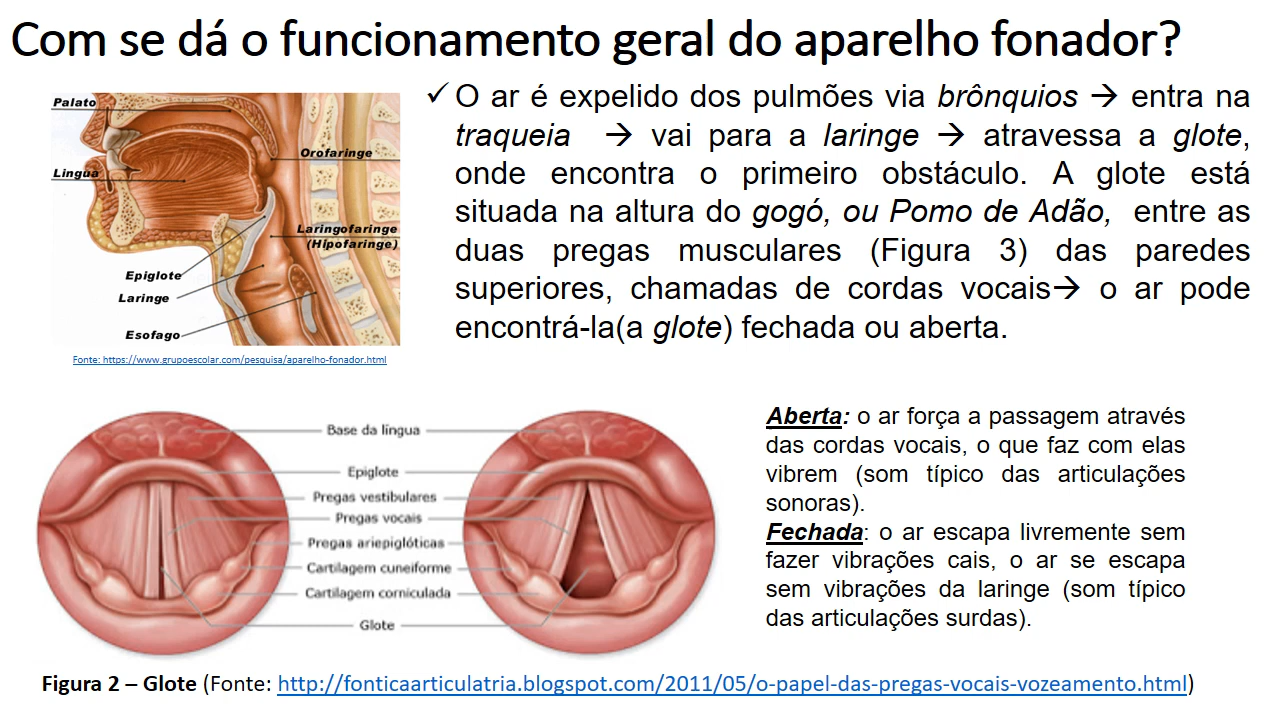 Com se dá o funcionamento geral do aparelho fonador?
Palato
Lingua
Orofaringe
Laringofaringe
(Hipofaringe)
Epiglote
Laringe
Esofago
Fonte: https://www.grupoescolar.com/pesquisa/aparelho-fonador.html
✓ O ar é expelido dos pulmões via brônquios → entra na
traqueia → vai para a laringe → atravessa a glote,
onde encontra o primeiro obstáculo. A glote está
situada na altura do gogó, ou Pomo de Adão, entre as
duas pregas musculares (Figura 3) das paredes
superiores, chamadas de cordas vocais→ o ar pode
encontrá-la(a glote) fechada ou aberta.
Base da língua
Epiglote
Pregas vestibulares
Pregas vocais
Pregas ariepiglóticas
Cartilagem cuneiforme
Cartilagem corniculada
Glote
Aberta: o ar força a passagem através
das cordas vocais, o que faz com elas
vibrem (som típico das articulações
sonoras).
Fechada: o ar escapa livremente sem
fazer vibrações cais, o ar se escapa
sem vibrações da laringe (som típico
das articulações surdas).
Figura 2 – Glote (Fonte: http://fonticaarticulatria.blogspot.com/2011/05/o-papel-das-pregas-vocais-vozeamento.html)